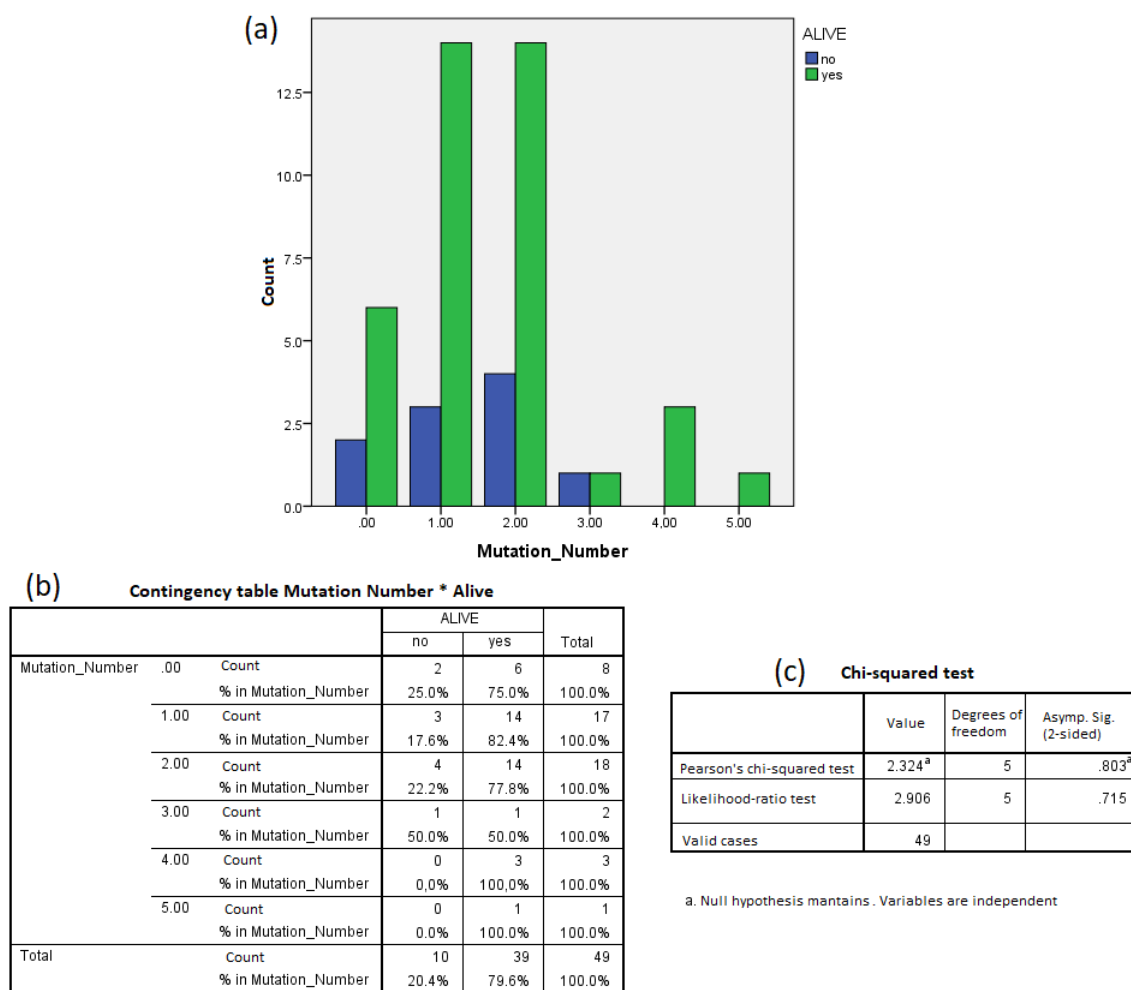 (a)
ALIVE
no
yes
12.5
10.0
7.5
5.0
2.5
0.0
Count
.00 1.00 2.00 3.00 4,00 5.00
Mutation_Number
(b) Contingency table Mutation Number * Alive
ALIVE
no yes Total
Mutation_Number .00 Count 2 6 8
% in Mutation_Number 25.0% 75.0% 100.0%
1.00 Count 3 14 17
% in Mutation_Number 17.6% 82.4% 100.0%
2.00 Count 4 14 18
% in Mutation_Number 22.2% 77.8% 100.0%
3.00 Count 1 1 2
% in Mutation_Number 50.0% 50.0% 100.0%
4.00 Count 0 3 3
% in Mutation_Number 0,0% 100,0% 100.0%
5.00 Count 0 1 1
% in Mutation_Number 0.0% 100.0% 100.0%
Total Count 10 39 49
% in Mutation_Number 20.4% 79.6% 100.0%
(c) Chi-squared test
Value Degrees of freedom Asymp. Sig. (2-sided)
Pearson's chi-squared test 2.324a 5 .803a
Likelihood-ratio test 2.906 5 .715
Valid cases 49
a. Null hypothesis mantains . Variables are independent